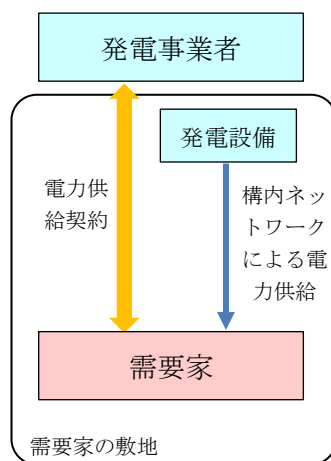 発電事業者
発電設備
電力供
給契約
構内ネッ
トワーク
による電
力供給
需要家
需要家の敷地